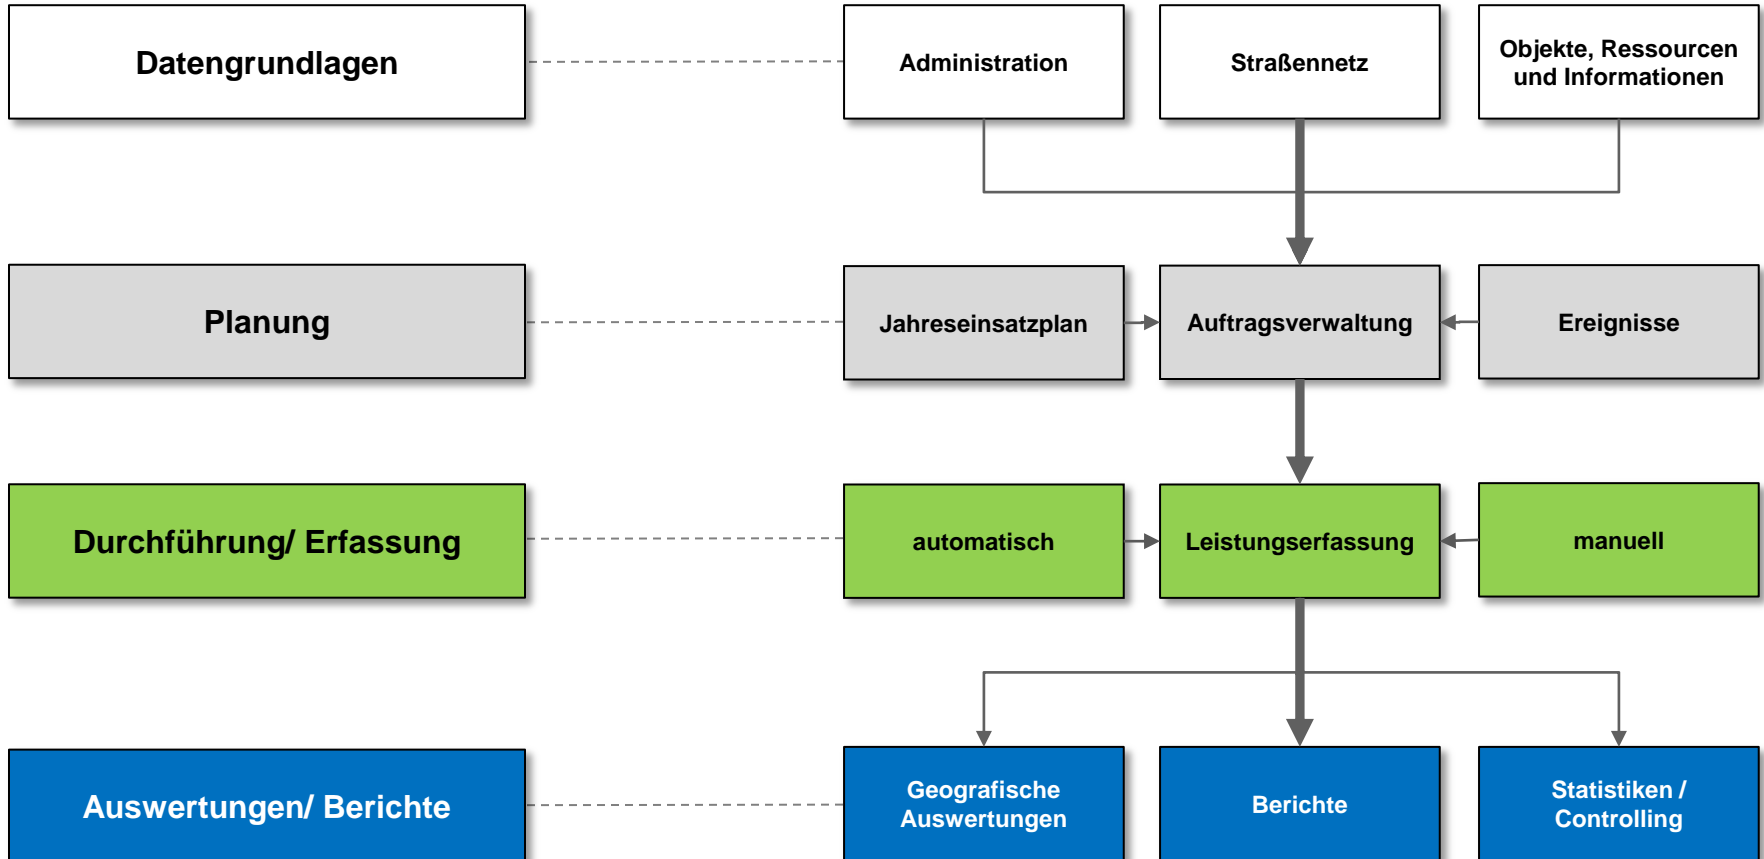 Datengrundlagen
Administration
Straßennetz
Objekte, Ressourcen
und Informationen
Planung
Jahreseinsatzplan
Auftragsverwaltung
Ereignisse
Durchführung/ Erfassung
automatisch
Leistungserfassung
manuell
Auswertungen/ Berichte
Geografische
Auswertungen
Berichte
Statistiken /
Controlling